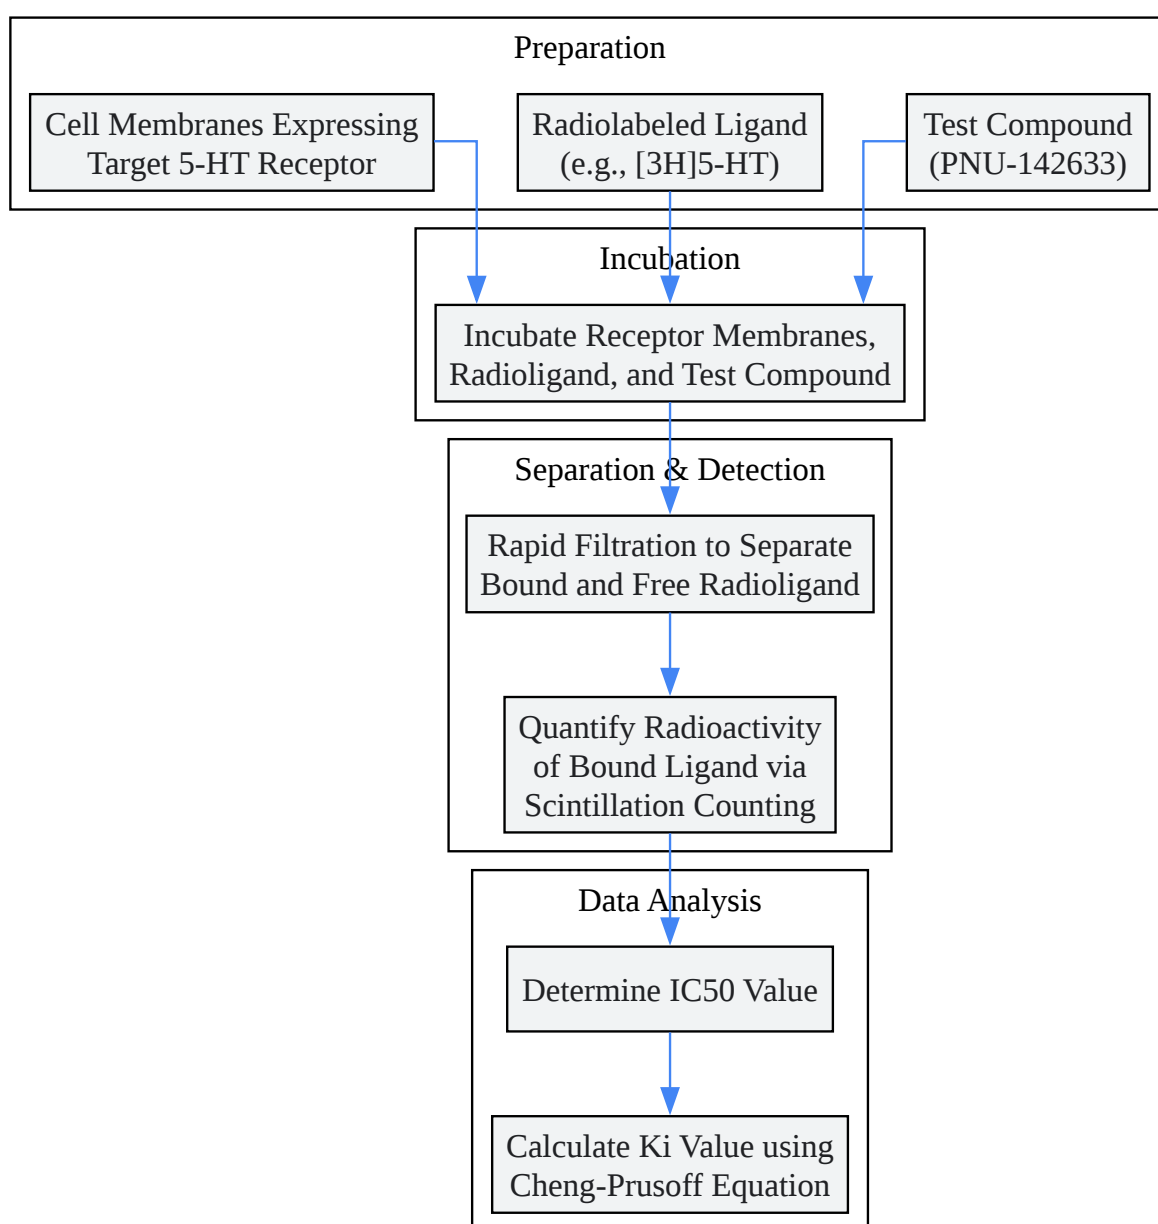 Preparation
Cell Membranes Expressing
Target 5-HT Receptor
Radiolabeled Ligand
(e.g., [3H]5-HT)
Test Compound
(PNU-142633)
Incubation
Incubate Receptor Membranes,
Radioligand, and Test Compound
Separation & Detection
Rapid Filtration to Separate
Bound and Free Radioligand
Quantify Radioactivity
of Bound Ligand via
Scintillation Counting
Data Analysis
Determine IC50 Value
Calculate Ki Value using
Cheng-Prusoff Equation